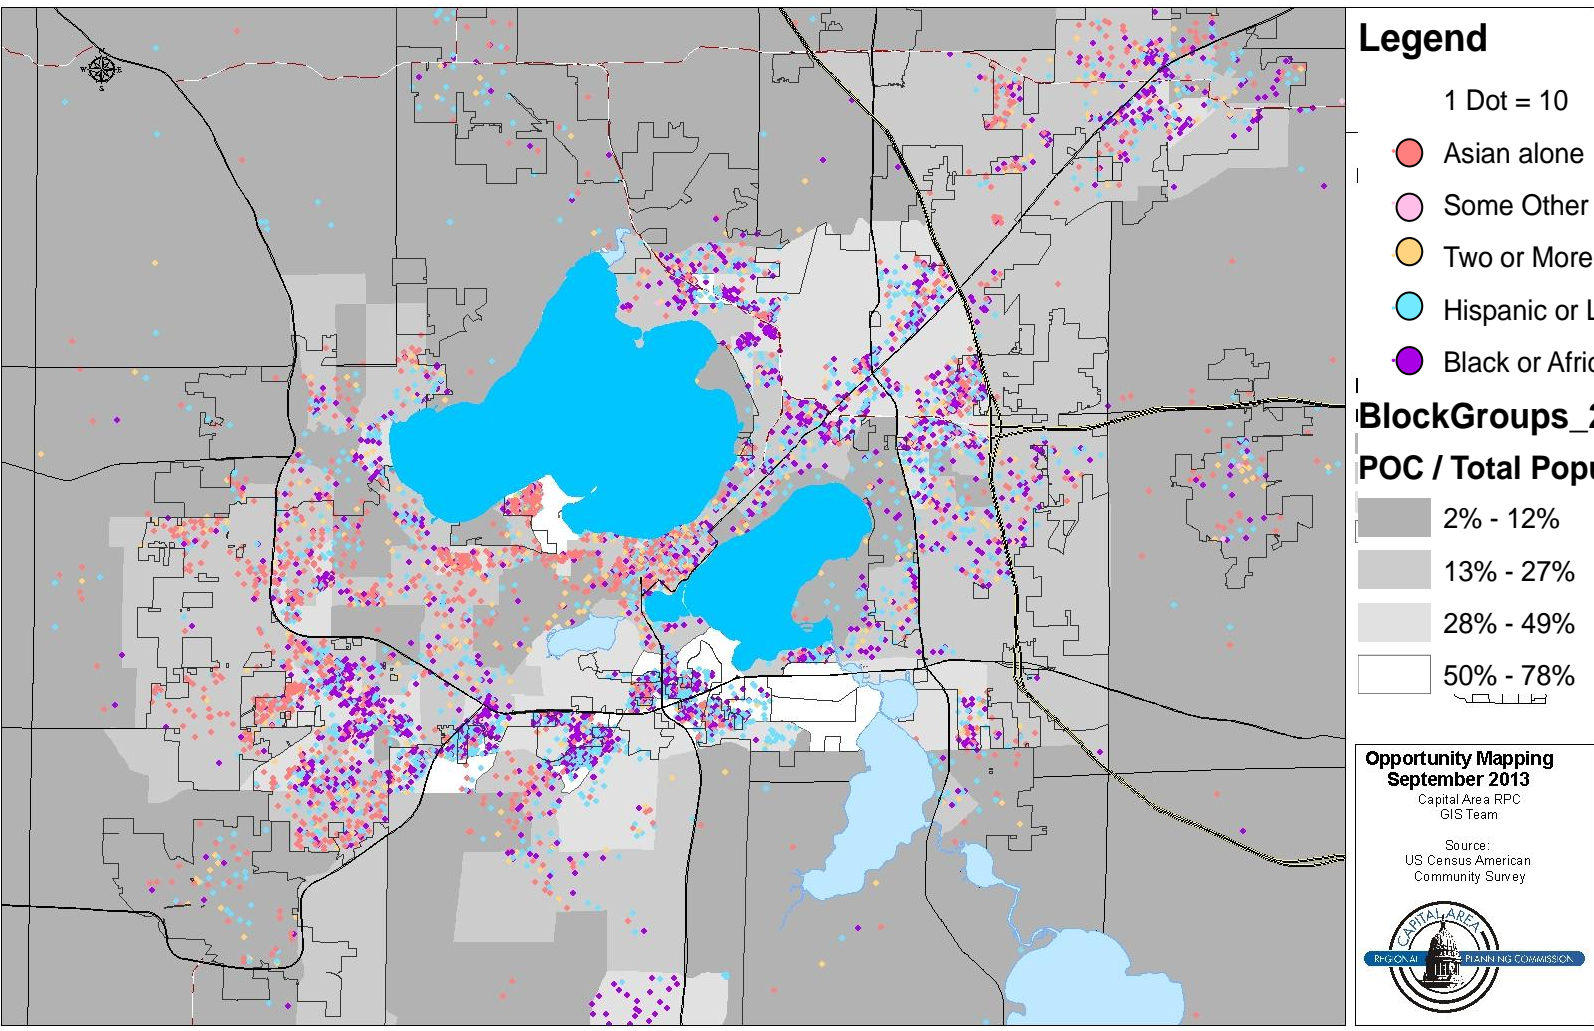 Legend
1 Dot = 10
Asian alone
Some Other
Two or More
Hispanic or L
Black or Afric
BlockGroups_2
POC / Total Popu
2% - 12%
13% - 27%
28% - 49%
50% - 78%
Opportunity Mapping
September 2013
Capital Area RPC
GIS Team
Source:
US Census American
Community Survey
CAPITAL AREA
REGIONAL PLANNING COMMISSION